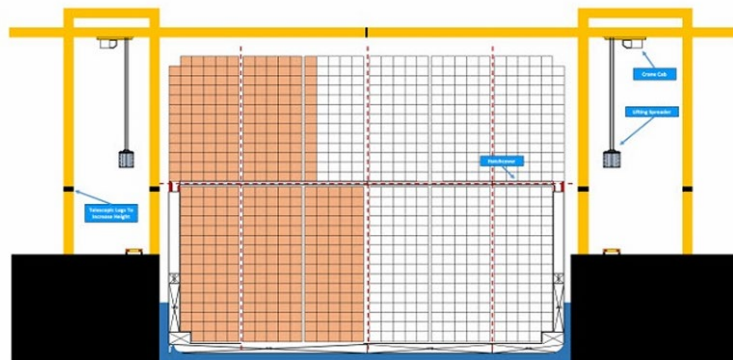 Crane Cab
Lifting Spreader
Hatchcover
Telescopic Legs To
Increase Height